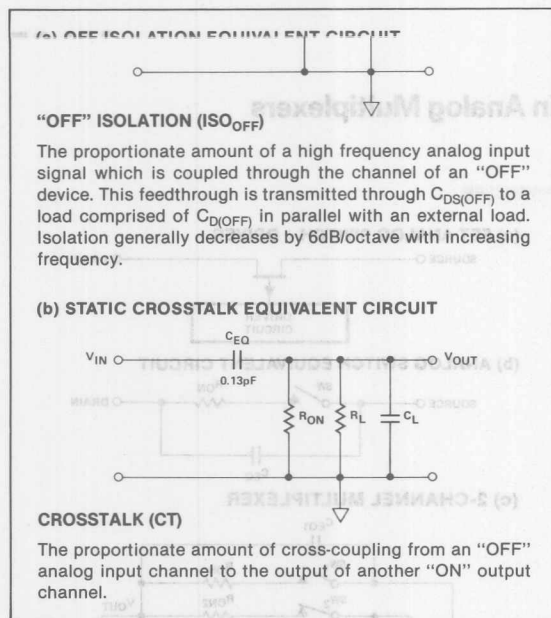 (a) OFF ISOLATION EQUIVALENT CIRCUIT
"OFF" ISOLATION (ISO_OFF)
The proportionate amount of a high frequency analog input
signal which is coupled through the channel of an "OFF"
device. This feedthrough is transmitted through C_DS(OFF) to a
load comprised of C_D(OFF) in parallel with an external load.
Isolation generally decreases by 6dB/octave with increasing
frequency.
(b) STATIC CROSSTALK EQUIVALENT CIRCUIT
C_EQ
V_IN
V_OUT
0.13pF
R_ON
R_L
C_L
CROSSTALK (CT)
The proportionate amount of cross-coupling from an "OFF"
analog input channel to the output of another "ON" output
channel.